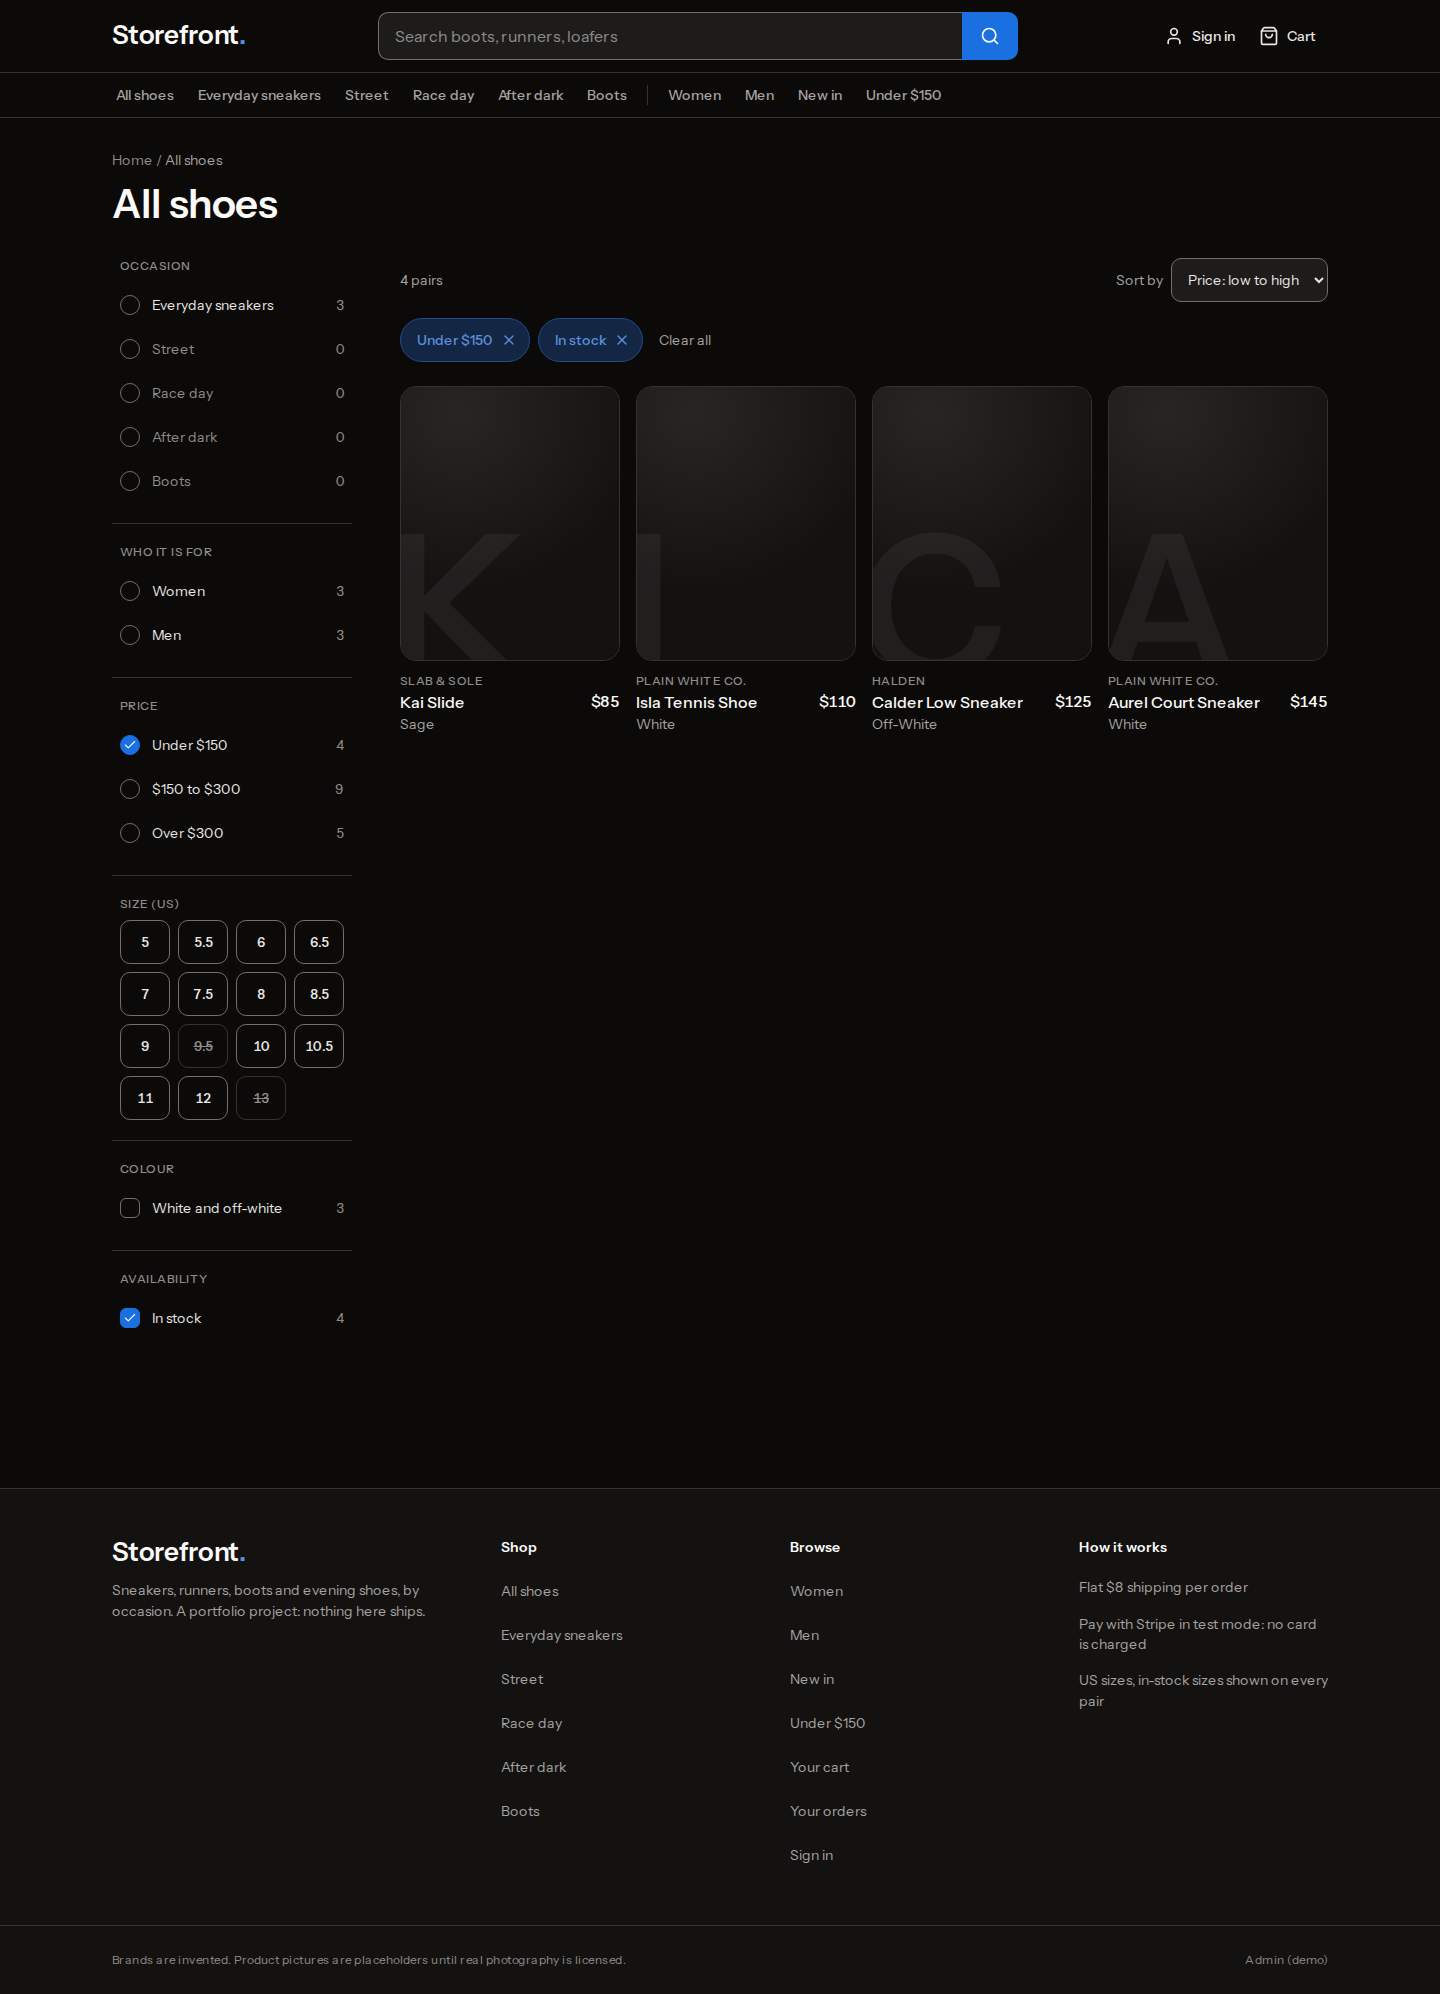 Storefront.
Search boots, runners, loafers
Sign in
Cart
All shoes
Everyday sneakers
Street
Race day
After dark
Boots
Women
Men
New in
Under $150
Home / All shoes
All shoes
OCCASION
Everyday sneakers 3
Street 0
Race day 0
After dark 0
Boots 0
WHO IT IS FOR
Women 3
Men 3
PRICE
Under $150 4
$150 to $300 9
Over $300 5
SIZE (US)
5 5.5 6 6.5
7 7.5 8 8.5
9 9.5 10 10.5
11 12 13
COLOUR
White and off-white 3
AVAILABILITY
In stock 4
4 pairs
Sort by Price: low to high
Under $150
In stock
Clear all
K
SLAB & SOLE
Kai Slide $85
Sage
I
PLAIN WHITE CO.
Isla Tennis Shoe $110
White
C
HALDEN
Calder Low Sneaker $125
Off-White
A
PLAIN WHITE CO.
Aurel Court Sneaker $145
White
Storefront.
Sneakers, runners, boots and evening shoes, by
occasion. A portfolio project: nothing here ships.
Shop
All shoes
Everyday sneakers
Street
Race day
After dark
Boots
Browse
Women
Men
New in
Under $150
Your cart
Your orders
Sign in
How it works
Flat $8 shipping per order
Pay with Stripe in test mode: no card
is charged
US sizes, in-stock sizes shown on every
pair
Brands are invented. Product pictures are placeholders until real photography is licensed.
Admin (demo)